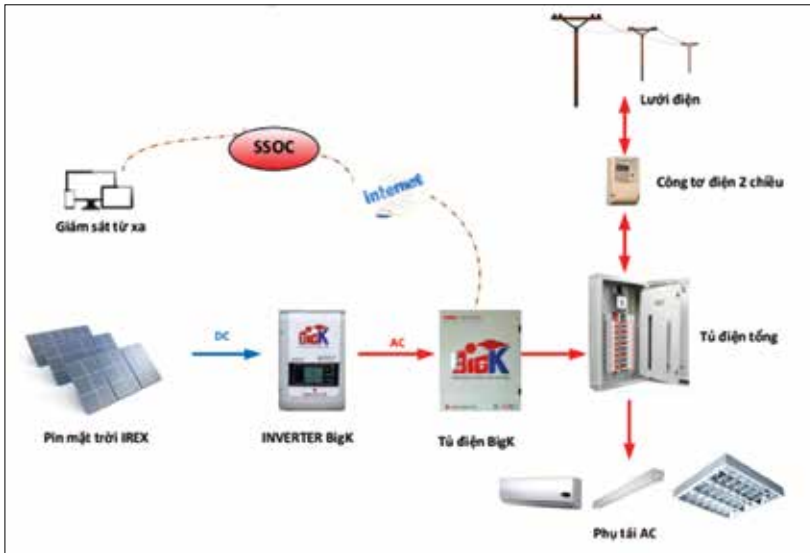 Lưới điện
SSOC
Internet
Công tơ điện 2 chiều
Giám sát từ xa
DC
BIGK
AC
BIGK
Tủ điện tổng
Pin mặt trời IREX
INVERTER BigK
Tủ điện BigK
Phụ tải AC